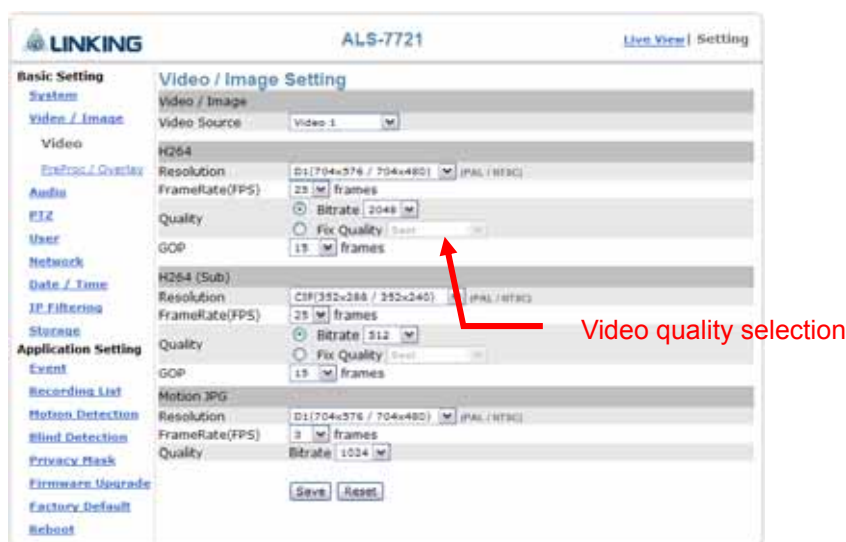 LINKING
ALS-7721
Live View | Setting
Basic Setting
System
Video / Image
Video
PreProc / Overlay
Audio
PTZ
User
Network
Date / Time
IP Filtering
Storage
Application Setting
Event
Recording List
Motion Detection
Blind Detection
Privacy Mask
Firmware Upgrade
Factory Default
Reboot
Video / Image Setting
Video / Image
Video Source Video 1
H264
Resolution D1(704x576 / 704x480) (PAL / NTSC)
FrameRate(FPS) 25 frames
Quality Bitrate 2048
Fix Quality Best
GOP 15 frames
H264 (Sub)
Resolution CIF(352x288 / 352x240) (PAL / NTSC)
FrameRate(FPS) 25 frames
Quality Bitrate 512
Fix Quality Best
GOP 15 frames
Motion JPG
Resolution D1(704x576 / 704x480) (PAL / NTSC)
FrameRate(FPS) 3 frames
Quality Bitrate 1024
Save Reset
Video quality selection